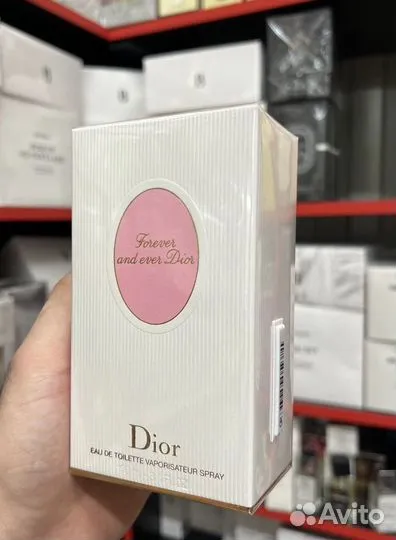 Forever
and ever Dior
Dior
EAU DE TOILETTE VAPORISATEUR SPRAY
Avito